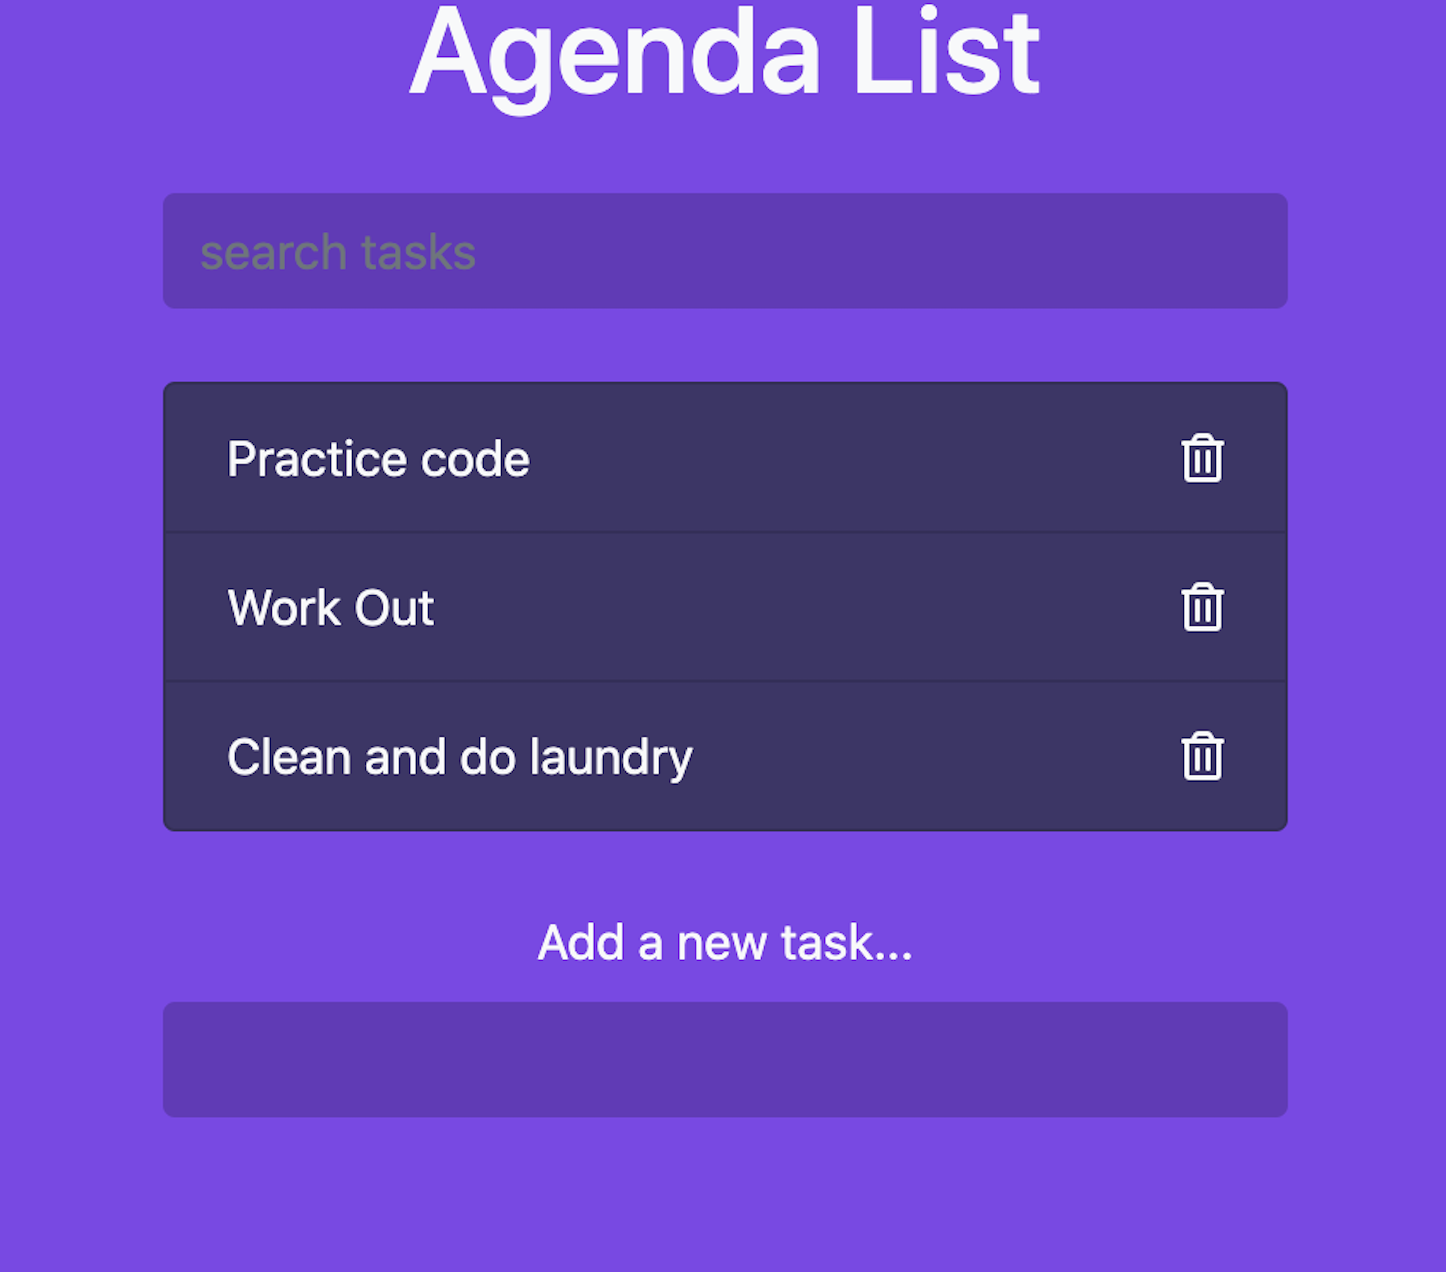 Agenda List
search tasks
Practice code
Work Out
Clean and do laundry
Add a new task...